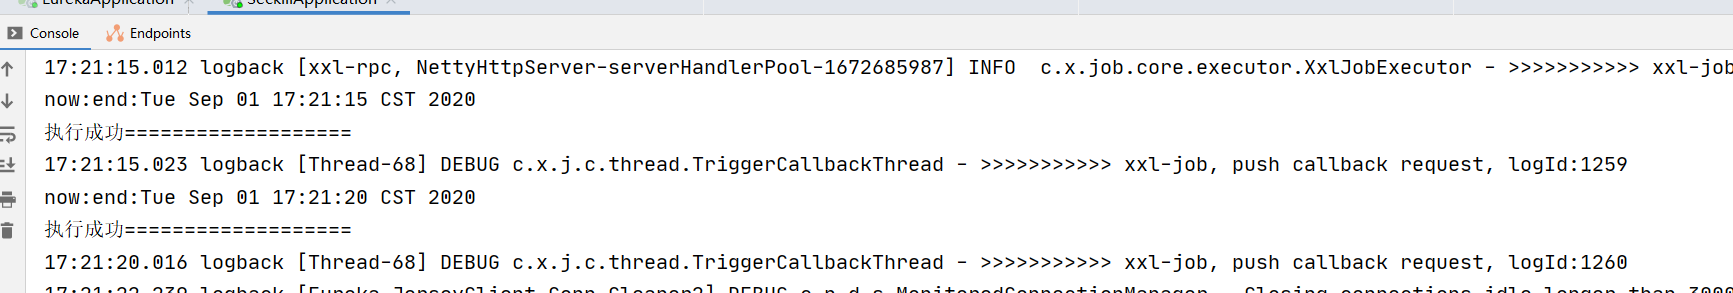 EurekaApplication SeckillApplication
Console Endpoints
17:21:15.012 logback [xxl-rpc, NettyHttpServer-serverHandlerPool-1672685987] INFO  c.x.job.core.executor.XxlJobExecutor - >>>>>>>>>>> xxl-job
now:end:Tue Sep 01 17:21:15 CST 2020
执行成功===================
17:21:15.023 logback [Thread-68] DEBUG c.x.j.c.thread.TriggerCallbackThread - >>>>>>>>>>> xxl-job, push callback request, logId:1259
now:end:Tue Sep 01 17:21:20 CST 2020
执行成功===================
17:21:20.016 logback [Thread-68] DEBUG c.x.j.c.thread.TriggerCallbackThread - >>>>>>>>>>> xxl-job, push callback request, logId:1260